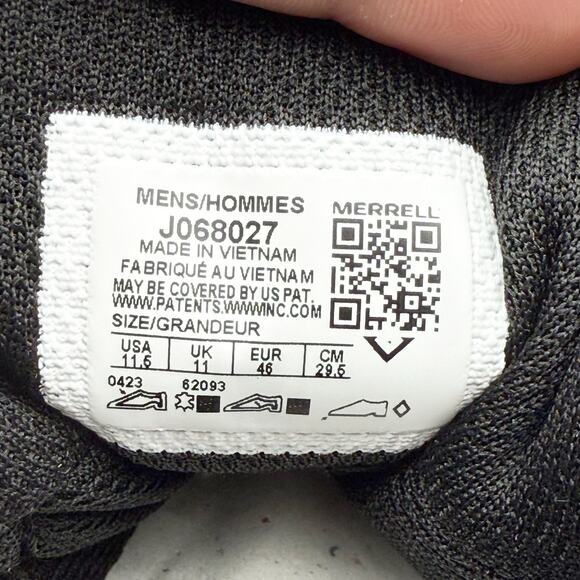 MENS/HOMMES
MERRELL
J068027
MADE IN VIETNAM
FABRIQUÉ AU VIETNAM
MAY BE COVERED BY US PAT.
WWW.PATENTS.WWWINC.COM
SIZE/GRANDEUR
USA UK EUR CM
11.5 11 46 29.5
0423 62093